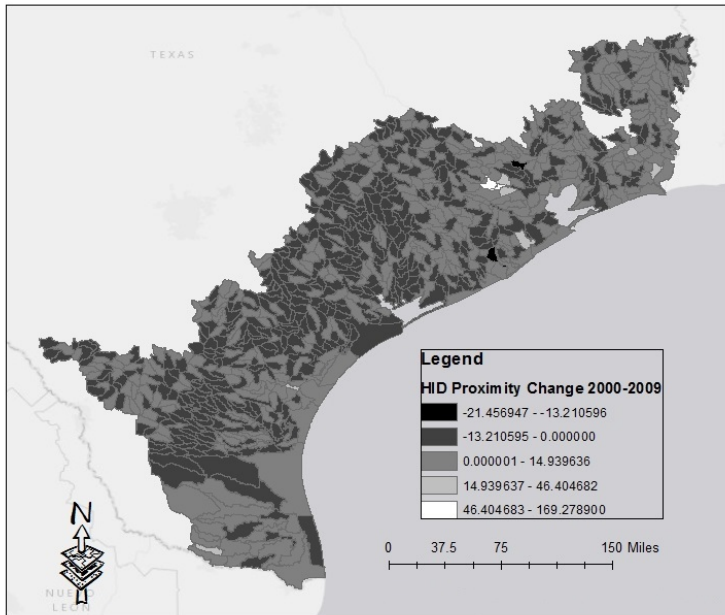 TEXAS
Legend
HID Proximity Change 2000-2009
-21.456947 - -13.210596
-13.210595 - 0.000000
0.000001 - 14.939636
14.939637 - 46.404682
46.404683 - 169.278900
N
0 37.5 75 150 Miles
NUEVO
LEON